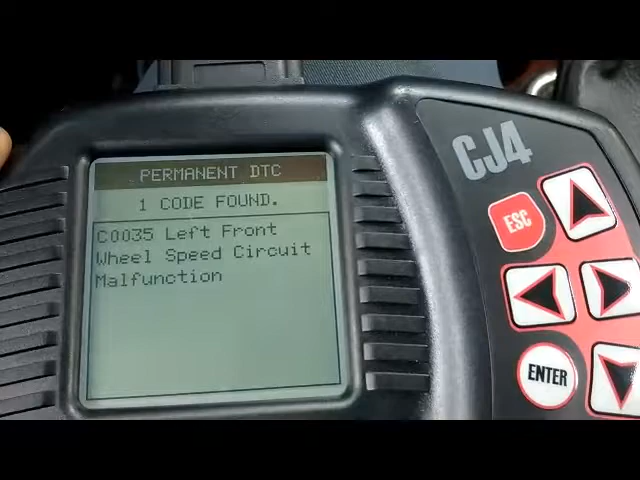 PERMANENT DTC
1 CODE FOUND.
C0035 Left Front
Wheel Speed Circuit
Malfunction
CJ4
ESC
ENTER